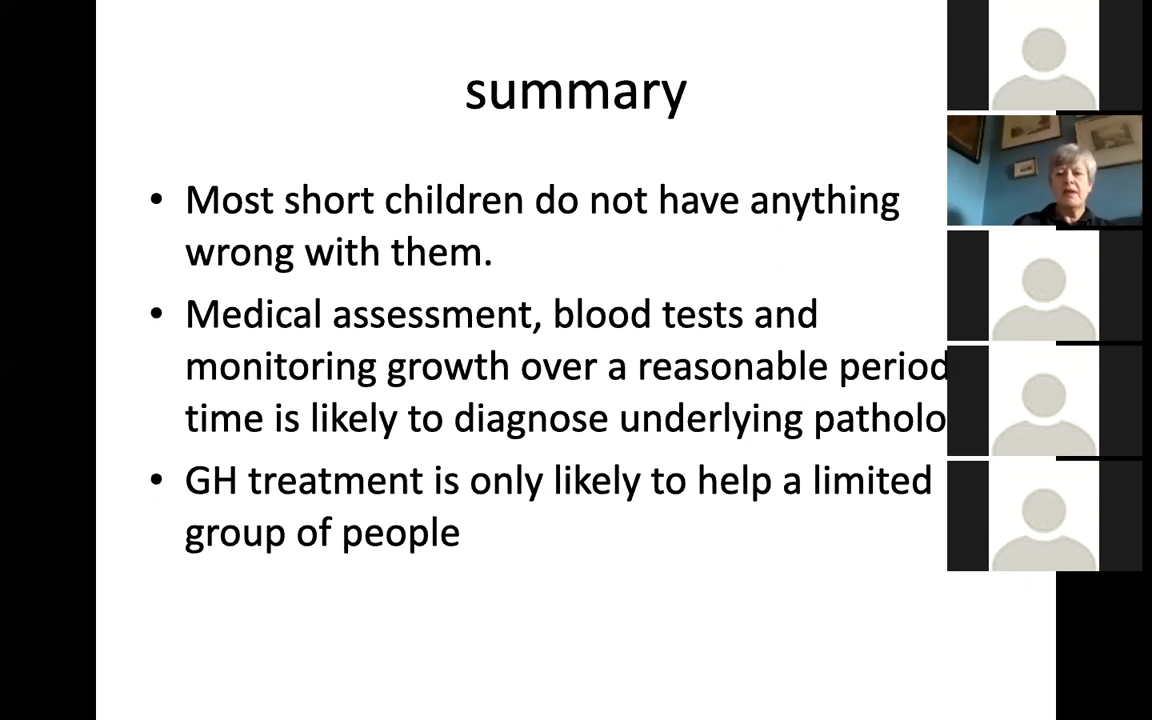 summary
• Most short children do not have anything
wrong with them.
• Medical assessment, blood tests and
monitoring growth over a reasonable period
time is likely to diagnose underlying patholo
• GH treatment is only likely to help a limited
group of people